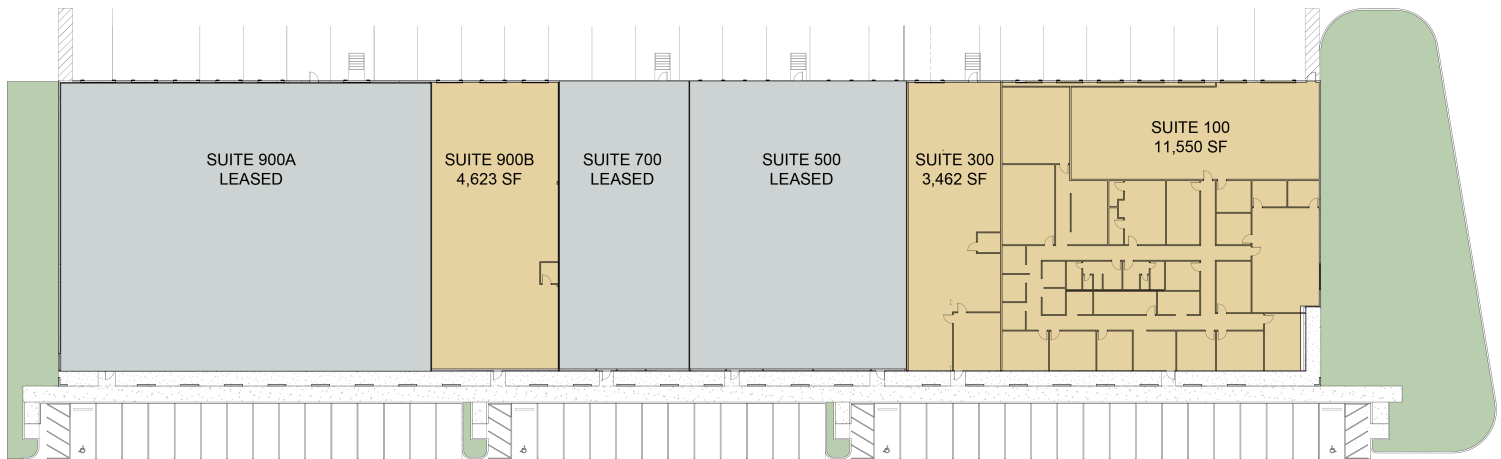 SUITE 900A
LEASED
SUITE 900B
4,623 SF
SUITE 700
LEASED
SUITE 500
LEASED
SUITE 300
3,462 SF
SUITE 100
11,550 SF